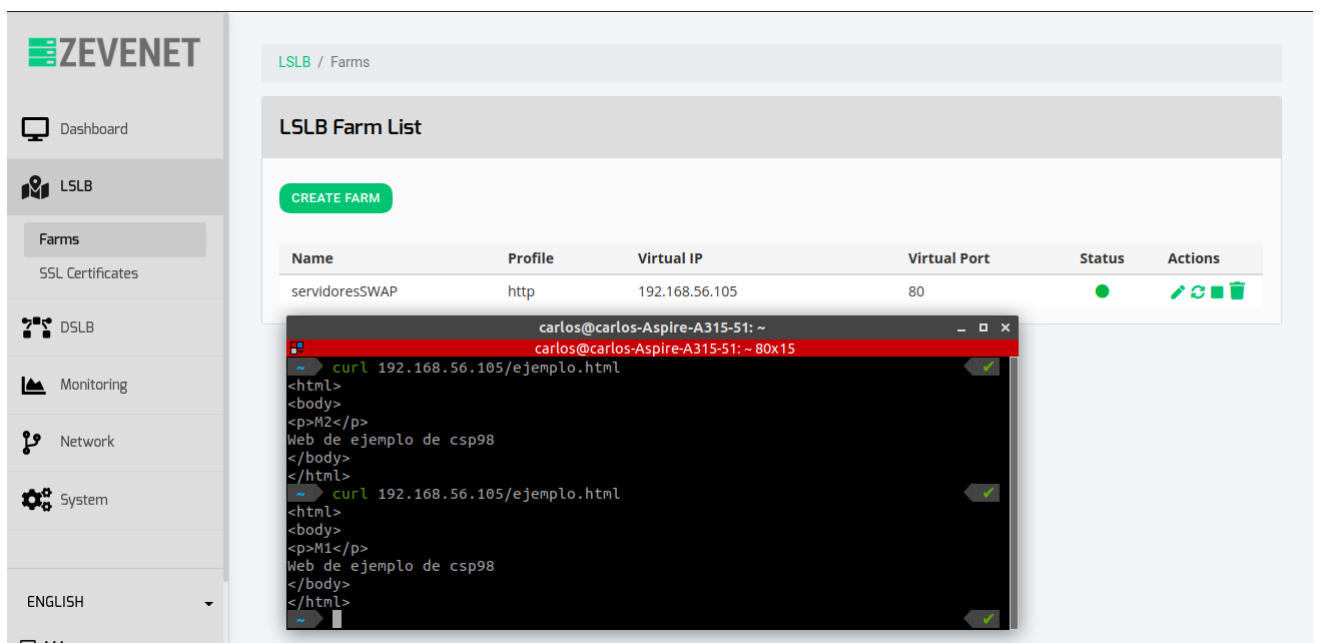 ZEVENET
Dashboard
LSLB
Farms
SSL Certificates
DSLB
Monitoring
Network
System
ENGLISH
LSLB / Farms
LSLB Farm List
CREATE FARM
Name Profile Virtual IP Virtual Port Status Actions
servidoresSWAP http 192.168.56.105 80
carlos@carlos-Aspire-A315-51: ~
carlos@carlos-Aspire-A315-51: ~ 80x15
~ curl 192.168.56.105/ejemplo.html
<html>
<body>
<p>M2</p>
Web de ejemplo de csp98
</body>
</html>
~ curl 192.168.56.105/ejemplo.html
<html>
<body>
<p>M1</p>
Web de ejemplo de csp98
</body>
</html>
~